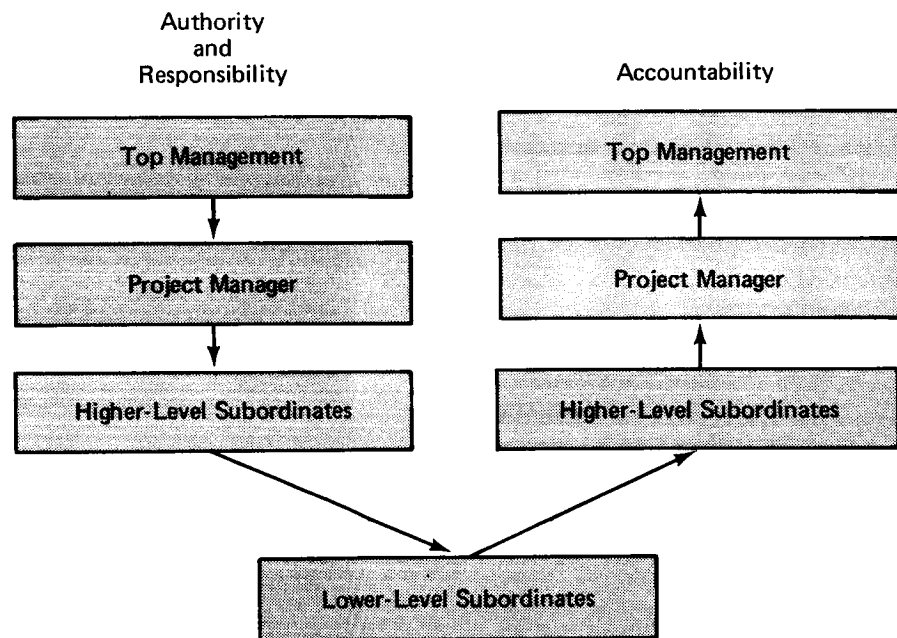 Authority
and
Responsibility
Accountability
Top Management
Top Management
Project Manager
Project Manager
Higher-Level Subordinates
Higher-Level Subordinates
Lower-Level Subordinates